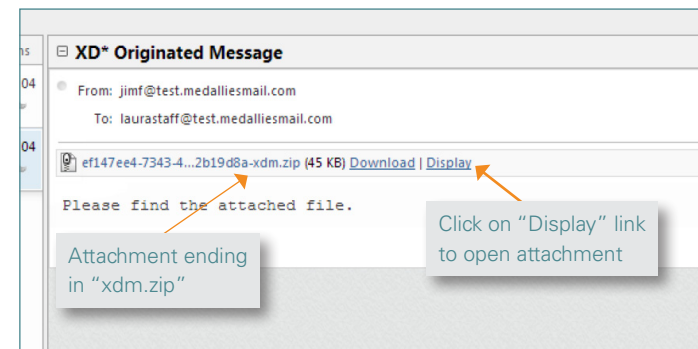 ns
XD* Originated Message
04
From: jimf@test.medalliesmail.com
To: laurastaff@test.medalliesmail.com
04
ef147ee4-7343-4...2b19d8a-xdm.zip (45 KB) Download | Display
Please find the attached file.
Click on “Display” link
to open attachment
Attachment ending
in “xdm.zip”